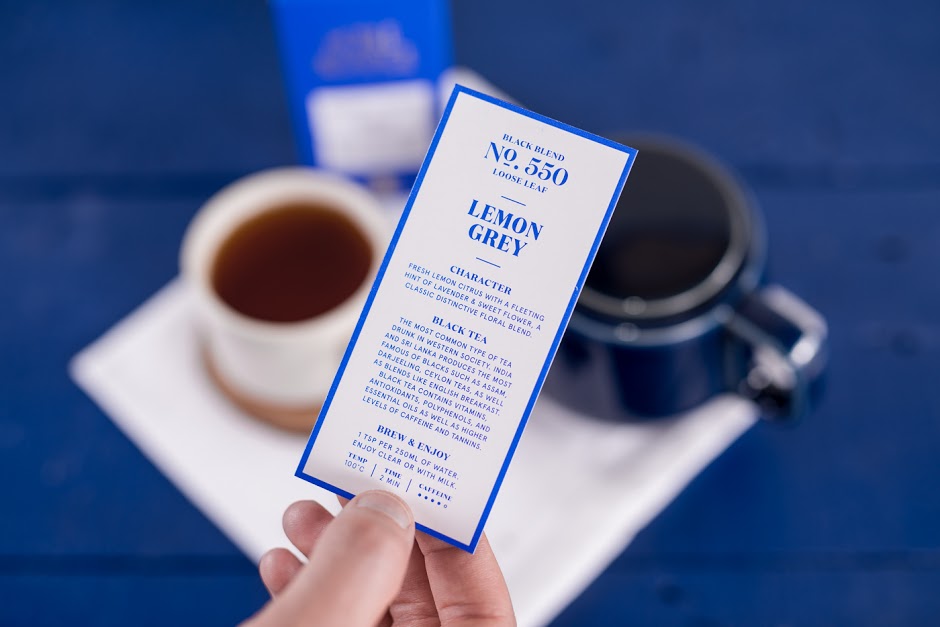 BLACK BLEND
Nº. 550
LOOSE LEAF
LEMON
GREY
CHARACTER
FRESH LEMON CITRUS WITH A FLEETING
HINT OF LAVENDER & SWEET FLOWER, A
CLASSIC DISTINCTIVE FLORAL BLEND.
BLACK TEA
THE MOST COMMON TYPE OF TEA
DRUNK IN WESTERN SOCIETY. INDIA
AND SRI LANKA PRODUCES THE MOST
FAMOUS OF BLACKS SUCH AS ASSAM,
DARJEELING, CEYLON TEAS, AS WELL
AS BLENDS LIKE ENGLISH BREAKFAST.
BLACK TEA CONTAINS VITAMINS,
ANTIOXIDANTS, POLYPHENOLS, AND
ESSENTIAL OILS AS WELL AS HIGHER
LEVELS OF CAFFEINE AND TANNINS.
BREW & ENJOY
1 TSP PER 250ML OF WATER.
ENJOY CLEAR OR WITH MILK.
TEMP | TIME | CAFFEINE
100°C | 2 MIN |